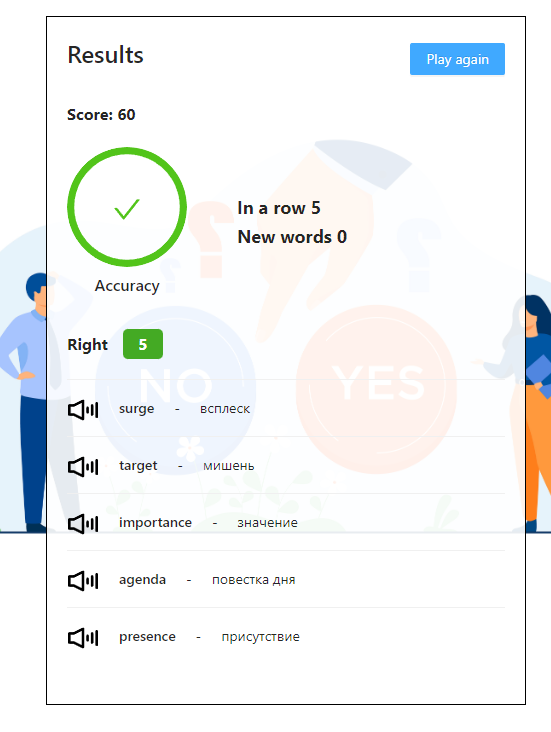 Results
Play again
Score: 60
In a row 5
New words 0
Accuracy
Right 5
NO
YES
surge - всплеск
target - мишень
importance - значение
agenda - повестка дня
presence - присутствие